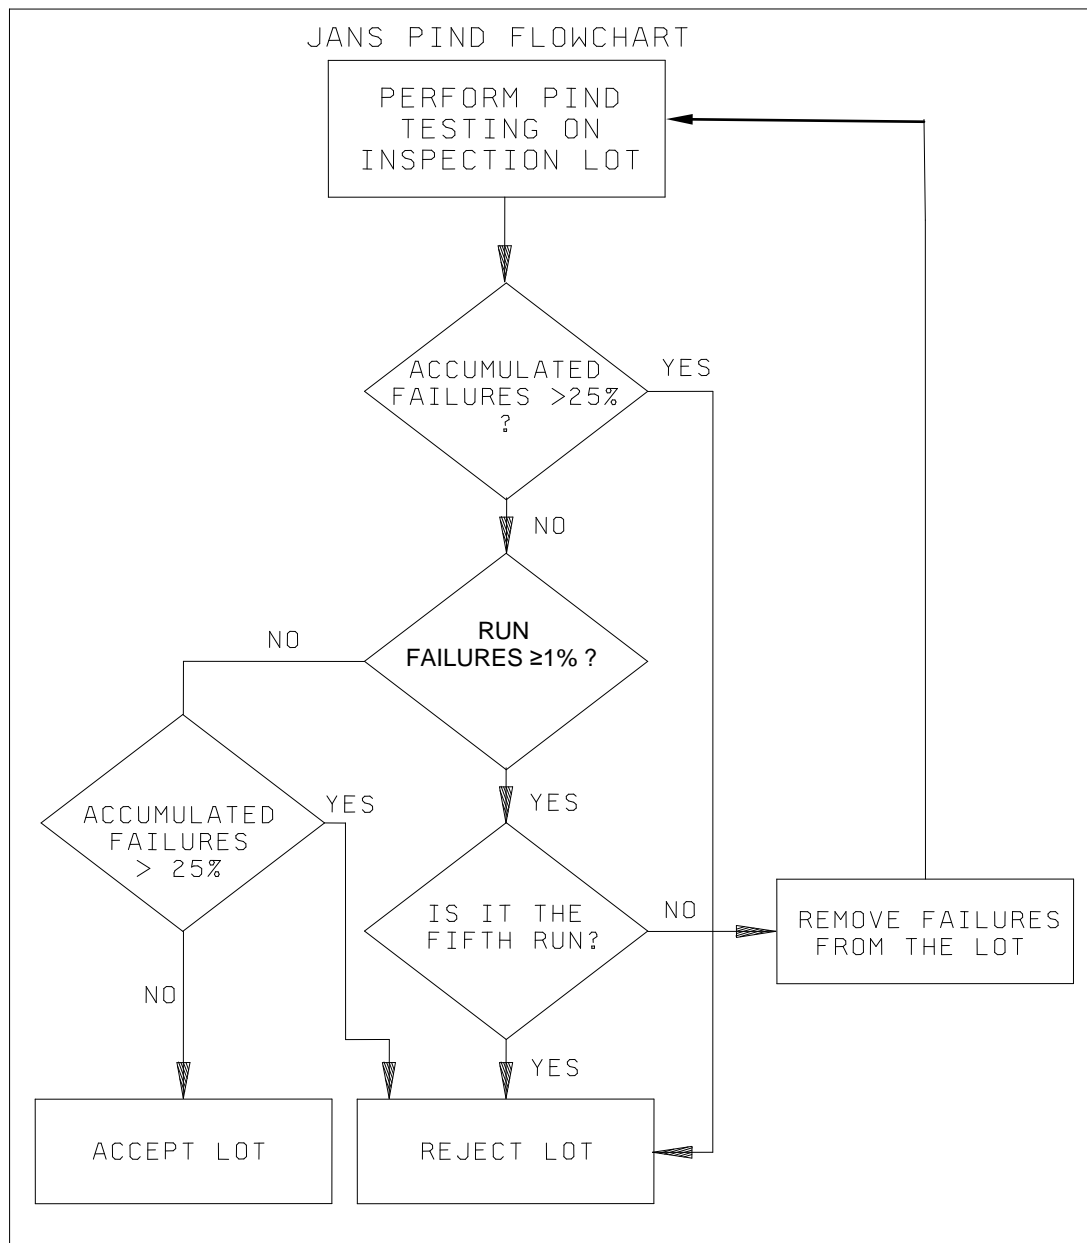 JANS PIND FLOWCHART
PERFORM PIND
TESTING ON
INSPECTION LOT
ACCUMULATED
FAILURES >25%
?
YES
NO
RUN
FAILURES ≥1% ?
NO
YES
ACCUMULATED
FAILURES
> 25%
YES
NO
IS IT THE
FIFTH RUN?
NO
YES
REMOVE FAILURES
FROM THE LOT
ACCEPT LOT
REJECT LOT